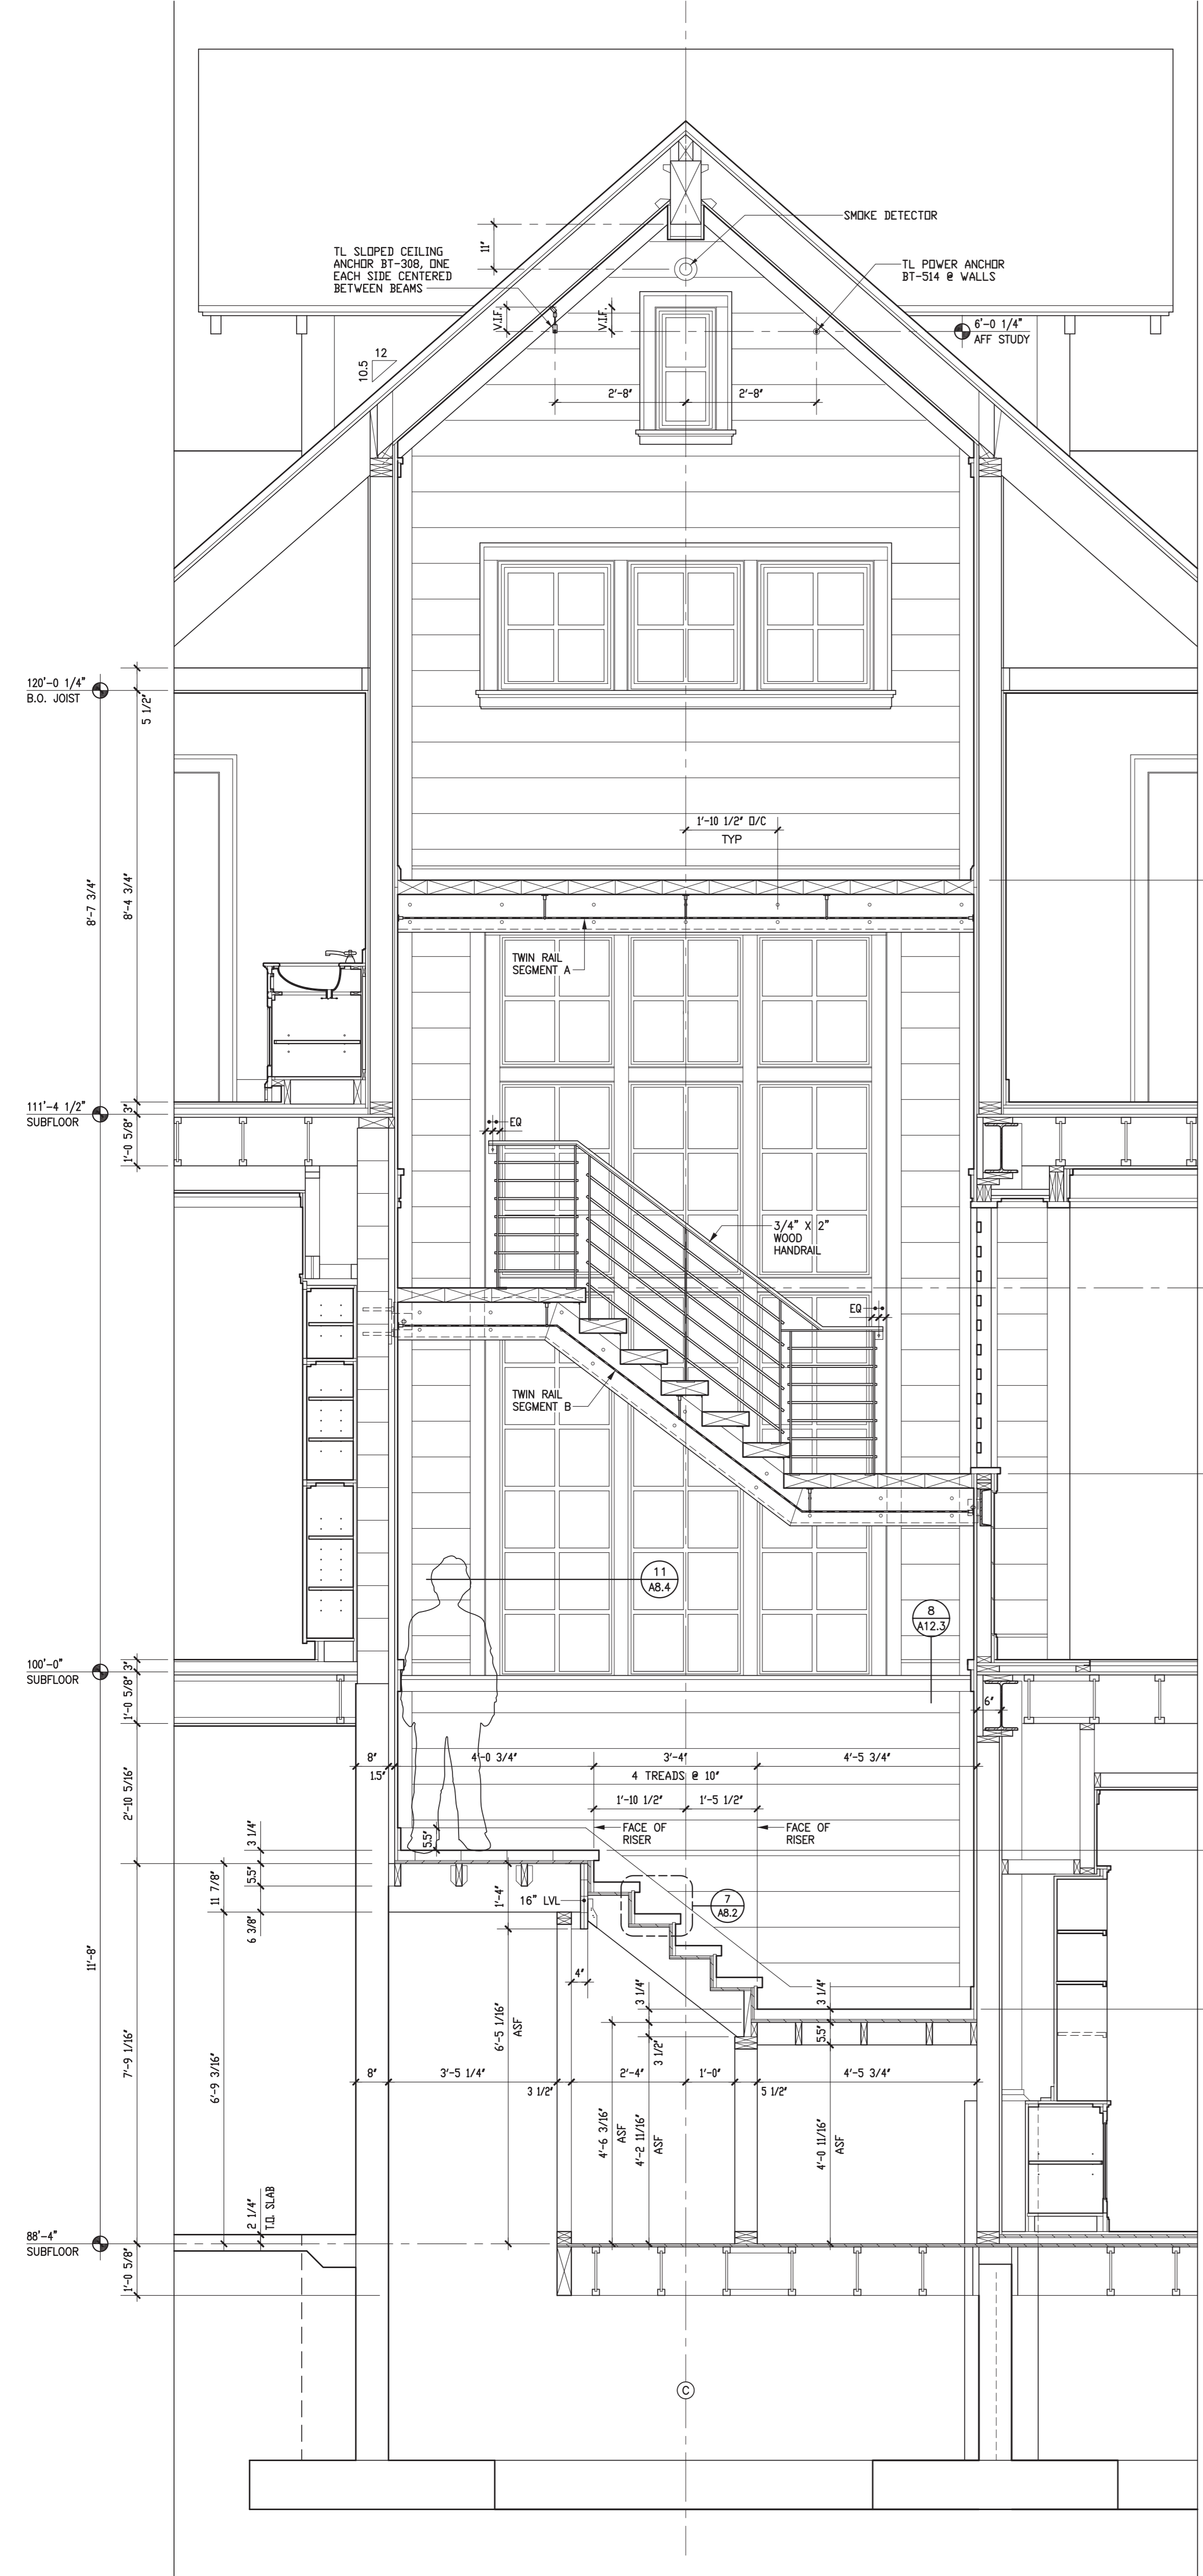 SMOKE DETECTOR
11"
TL SLOPED CEILING
ANCHOR BT-308, ONE
EACH SIDE CENTERED
BETWEEN BEAMS
TL POWER ANCHOR
BT-514 @ WALLS
V.I.F.
V.I.F.
6'-0 1/4"
AFF STUDY
12
10.5
2'-8"
2'-8"
120'-0 1/4"
B.O. JOIST
5 1/2"
1'-10 1/2" O/C
TYP
8'-7 3/4"
8'-4 3/4"
TWIN RAIL
SEGMENT A
111'-4 1/2"
SUBFLOOR
3"
1'-0 5/8"
EQ
3/4" X 2"
WOOD
HANDRAIL
EQ
TWIN RAIL
SEGMENT B
11
A8.4
8
A12.3
100'-0"
SUBFLOOR
3"
1'-0 5/8"
6"
8"
1.5"
4'-0 3/4"
3'-4"
4'-5 3/4"
4 TREADS @ 10"
2'-10 5/16"
1'-10 1/2"
1'-5 1/2"
FACE OF
RISER
FACE OF
RISER
3 1/4"
5.5"
5.5"
11 7/8"
6 3/8"
1'-4"
16" LVL
7
A8.2
11'-8"
4"
3 1/4"
3 1/4"
6'-5 1/16"
ASF
3 1/2"
5.5"
7'-9 1/16"
6'-9 3/16"
8"
3'-5 1/4"
3 1/2"
2'-4"
1'-0"
5 1/2"
4'-5 3/4"
4'-6 3/16"
ASF
4'-2 11/16"
ASF
4'-0 11/16"
ASF
2 1/4"
T.O. SLAB
88'-4"
SUBFLOOR
1'-0 5/8"
C